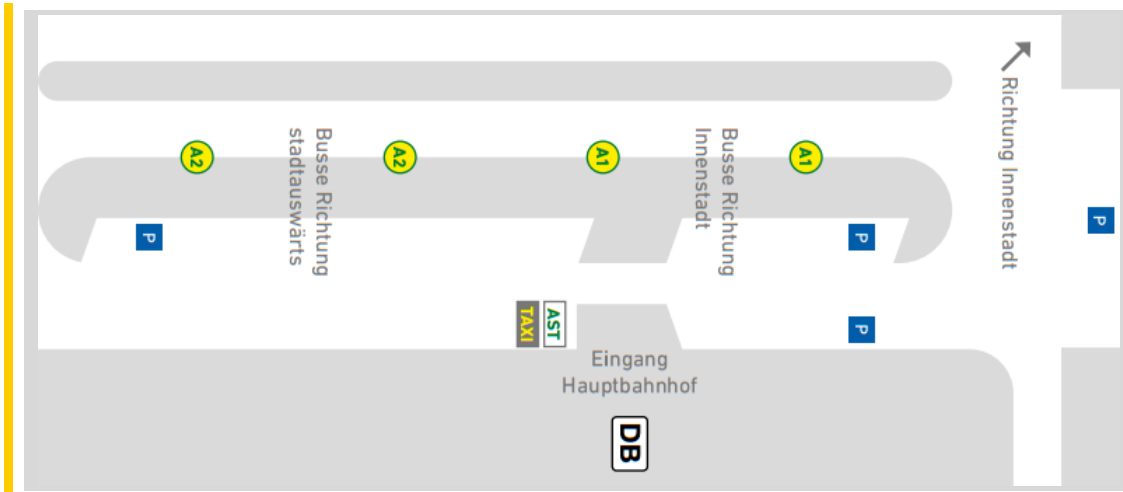 Richtung Innenstadt
A2
A2
A1
A1
Busse Richtung
stadtauswärts
Busse Richtung
Innenstadt
P
P
P
P
TAXI
AST
Eingang
Hauptbahnhof
DB